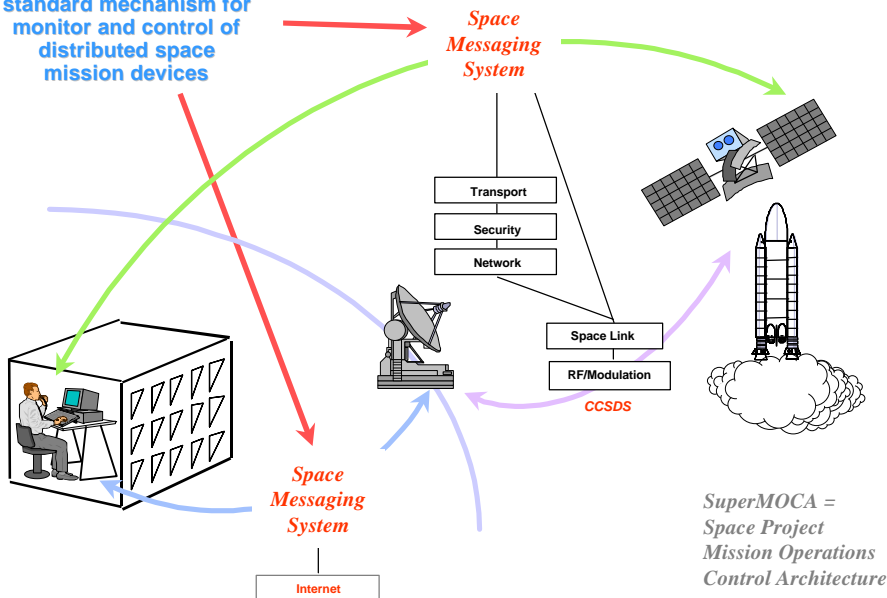 standard mechanism for
monitor and control of
distributed space
mission devices
Space
Messaging
System
Transport
Security
Network
Space Link
RF/Modulation
CCSDS
Space
Messaging
System
Internet
SuperMOCA =
Space Project
Mission Operations
Control Architecture